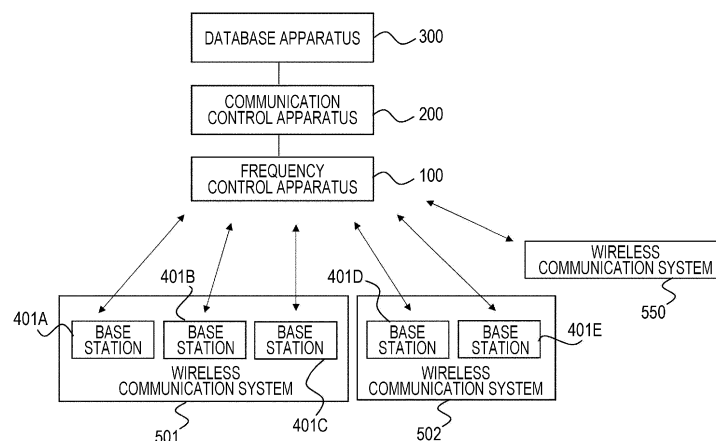 DATABASE APPARATUS
300
COMMUNICATION
CONTROL APPARATUS
200
FREQUENCY
CONTROL APPARATUS
100
WIRELESS
COMMUNICATION SYSTEM
550
401A
401B
BASE
STATION
BASE
STATION
BASE
STATION
WIRELESS
COMMUNICATION SYSTEM
501
401C
401D
BASE
STATION
BASE
STATION
401E
WIRELESS
COMMUNICATION SYSTEM
502